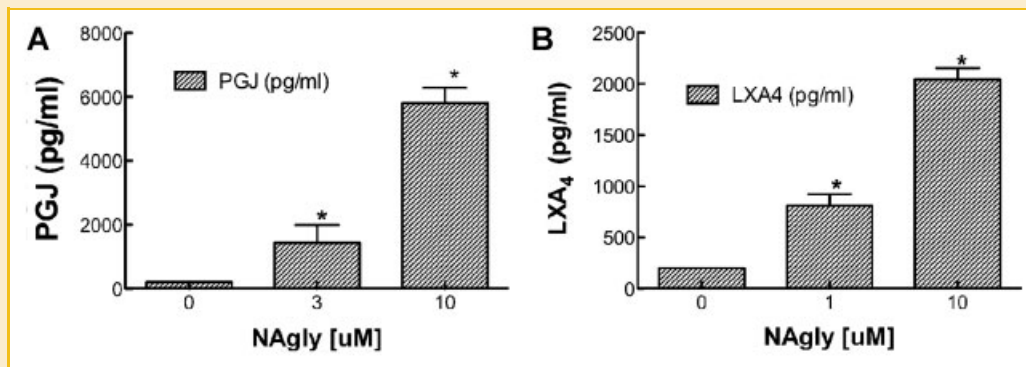 A
8000
6000
4000
2000
0
PGJ (pg/ml)
PGJ (pg/ml)
*
*
0 3 10
NAgly [uM]
B
2500
2000
1500
1000
500
0
LXA₄ (pg/ml)
LXA4 (pg/ml)
*
*
0 1 10
NAgly [uM]